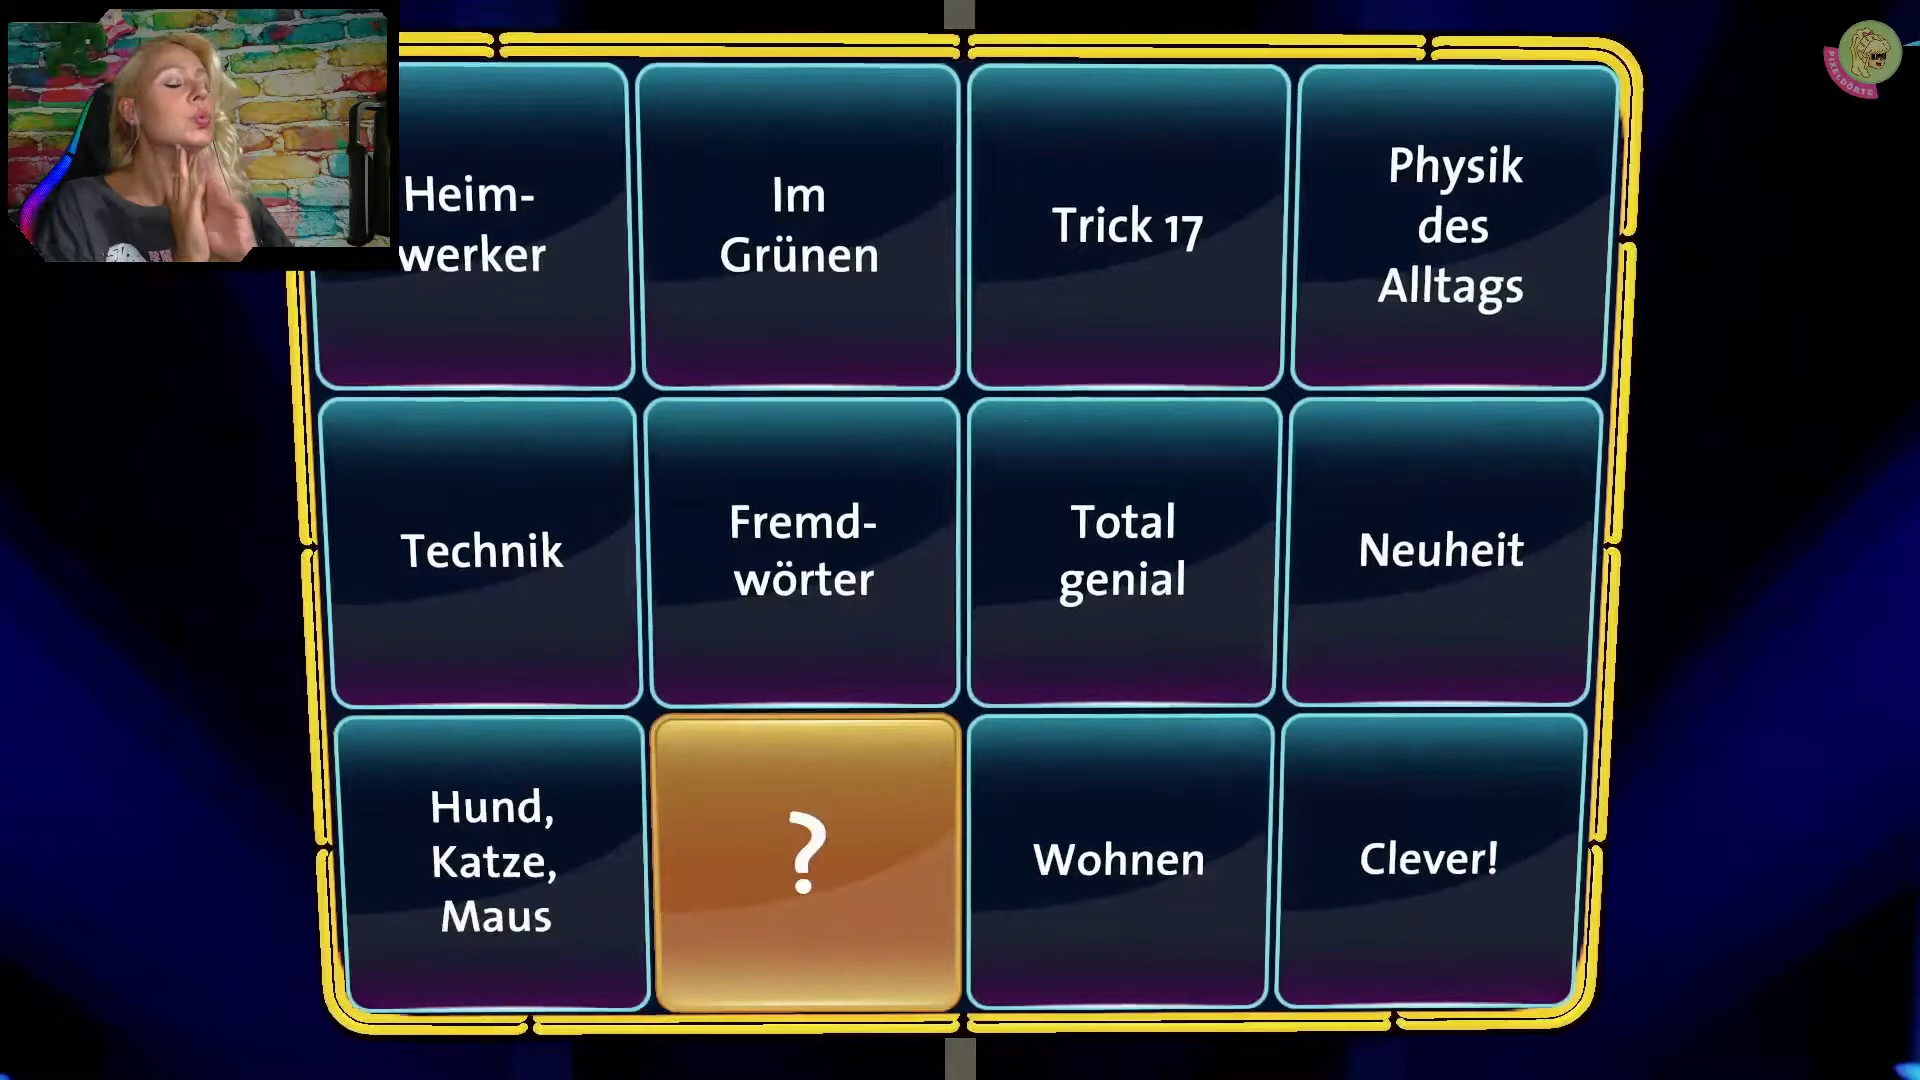 Heim-
werker
Im
Grünen
Trick 17
Physik
des
Alltags
Technik
Fremd-
wörter
Total
genial
Neuheit
Hund,
Katze,
Maus
?
Wohnen
Clever!
PIXELDÖRTE